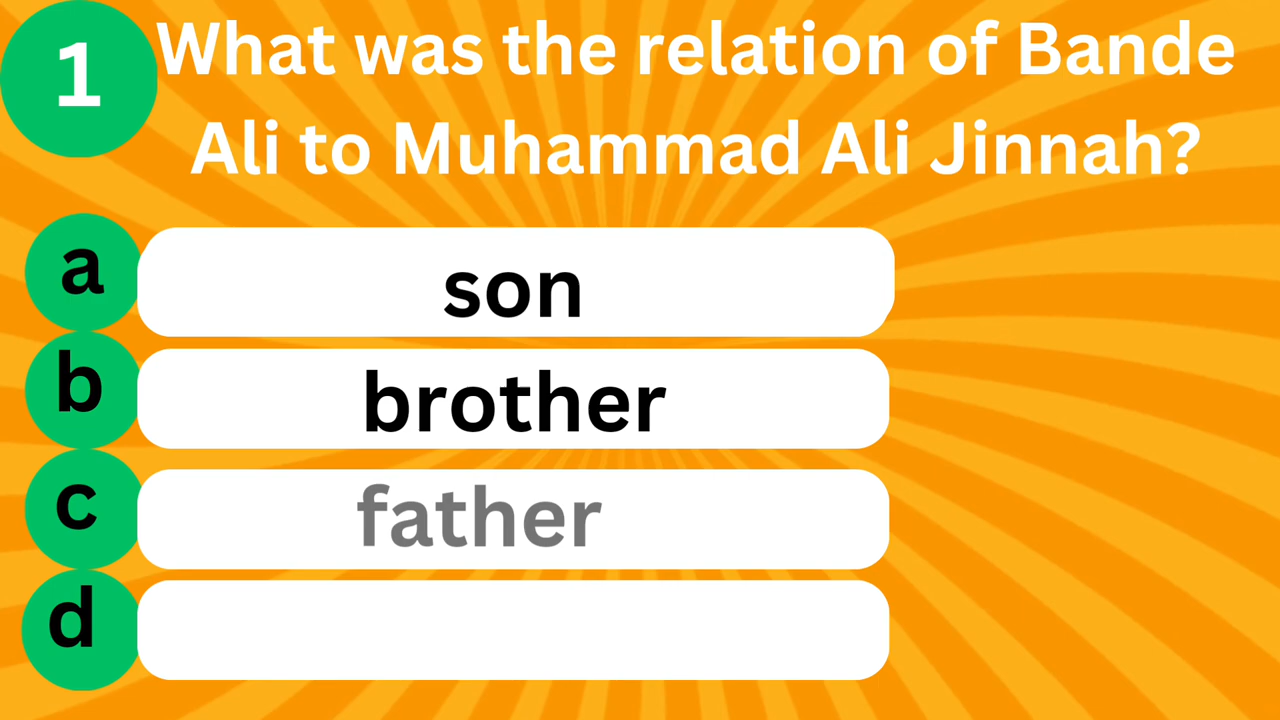 1
What was the relation of Bande
Ali to Muhammad Ali Jinnah?
a
son
b
brother
c
father
d